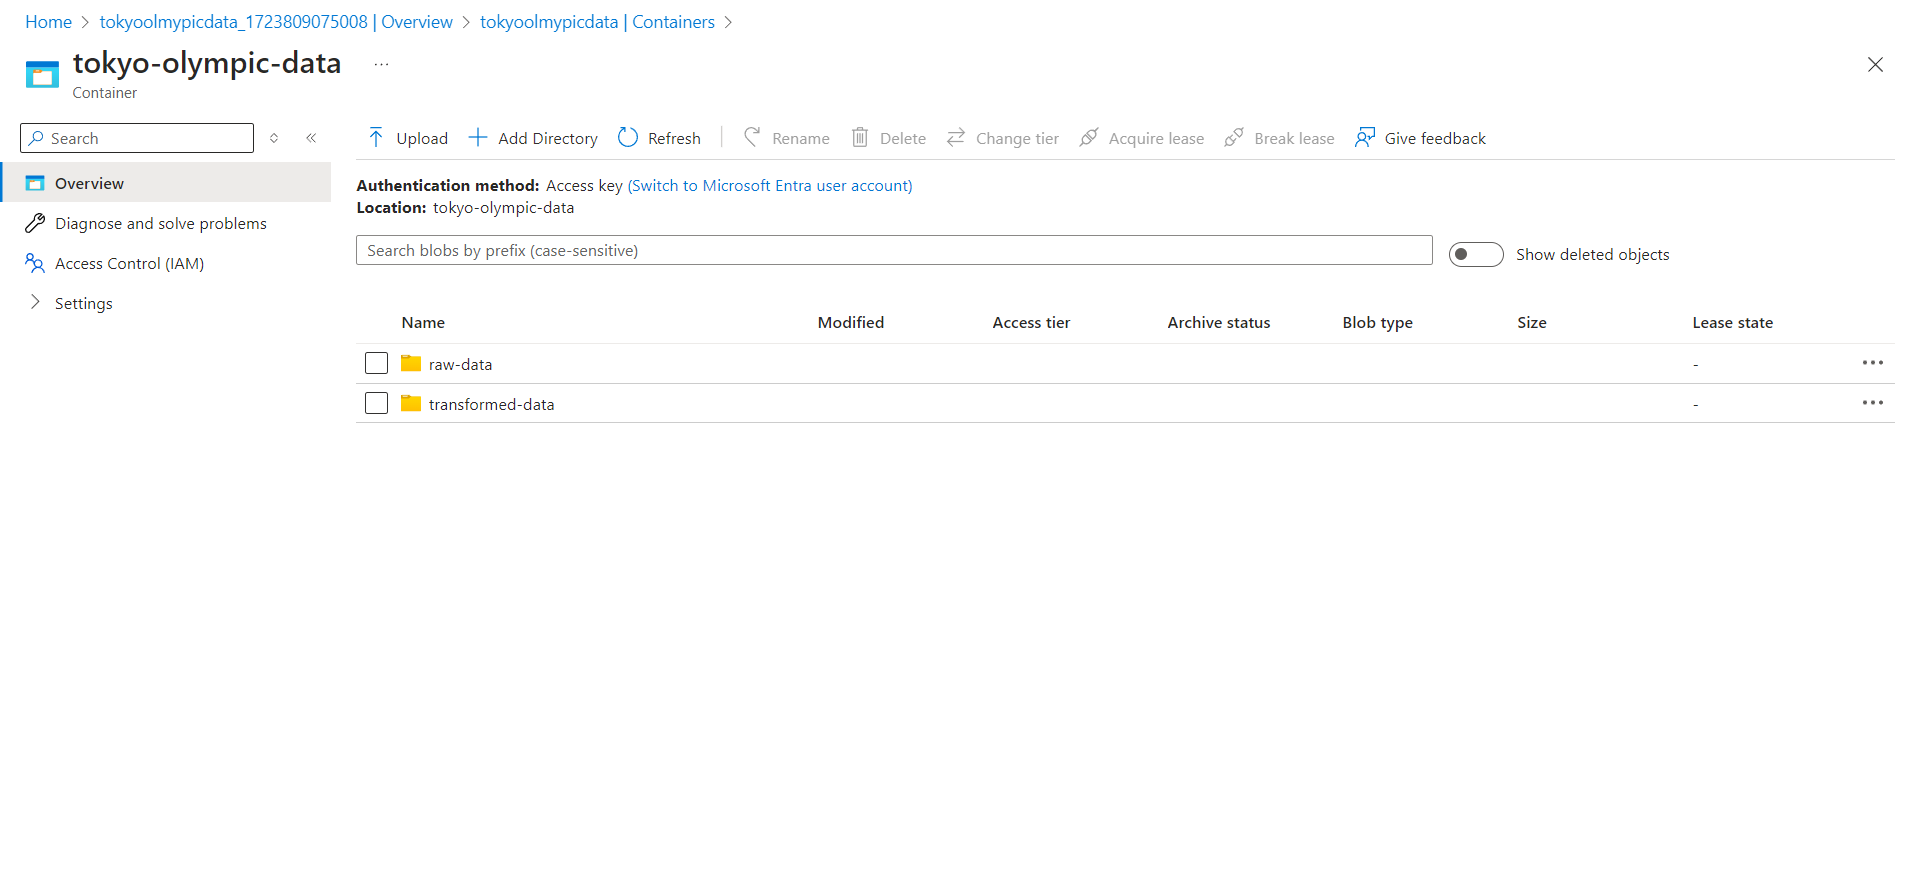 Home > tokyoolmypicdata_1723809075008 | Overview > tokyoolmypicdata | Containers >
tokyo-olympic-data ...
Container
Search
Upload Add Directory Refresh Rename Delete Change tier Acquire lease Break lease Give feedback
Overview
Diagnose and solve problems
Access Control (IAM)
Settings
Authentication method: Access key (Switch to Microsoft Entra user account)
Location: tokyo-olympic-data
Search blobs by prefix (case-sensitive)
Show deleted objects
Name Modified Access tier Archive status Blob type Size Lease state
raw-data - ...
transformed-data - ...